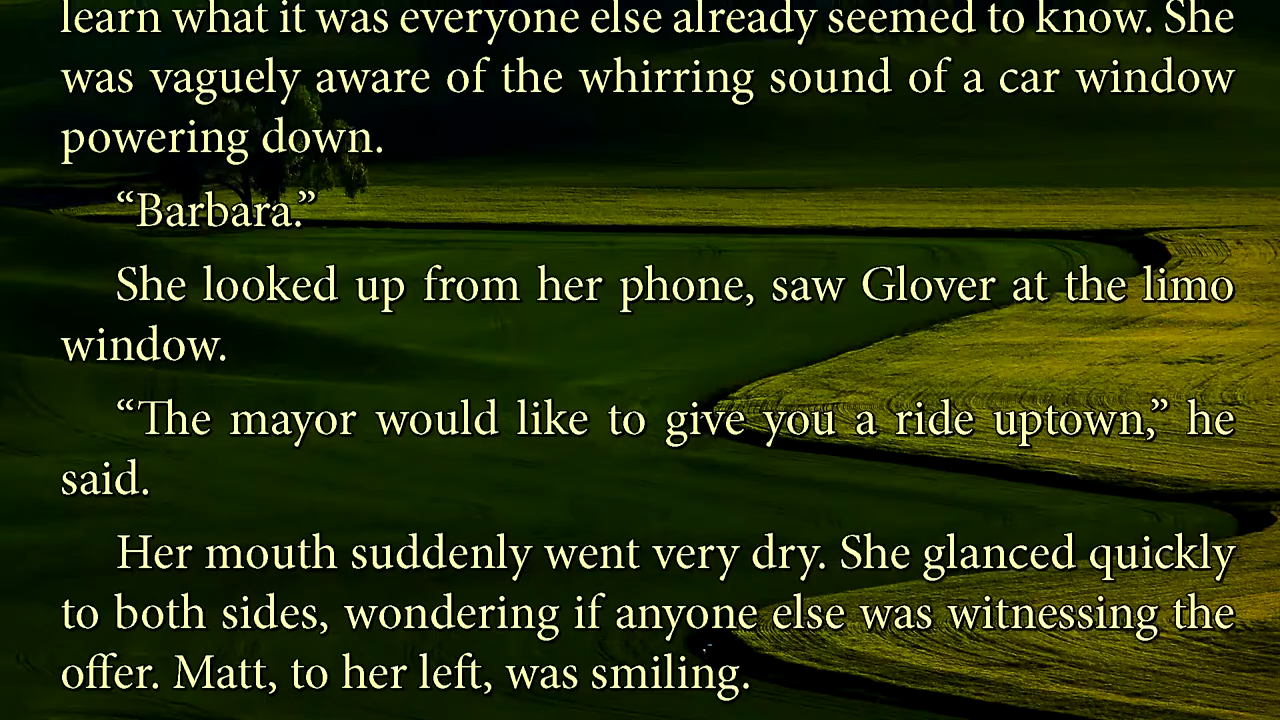 learn what it was everyone else already seemed to know. She
was vaguely aware of the whirring sound of a car window
powering down.
“Barbara.”
She looked up from her phone, saw Glover at the limo
window.
“The mayor would like to give you a ride uptown,” he
said.
Her mouth suddenly went very dry. She glanced quickly
to both sides, wondering if anyone else was witnessing the
offer. Matt, to her left, was smiling.